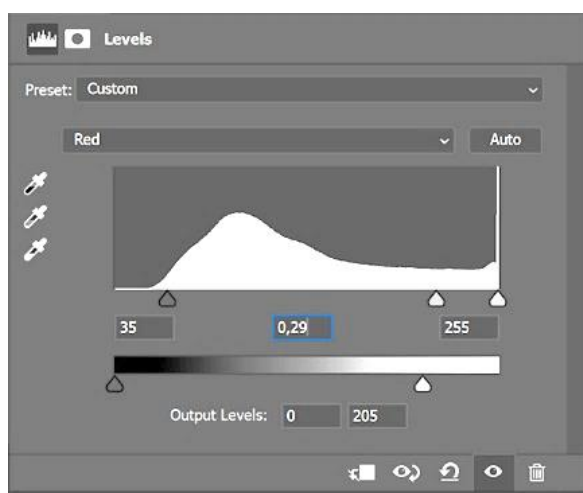 Levels
Preset: Custom
Red Auto
35 0,29 255
Output Levels: 0 205